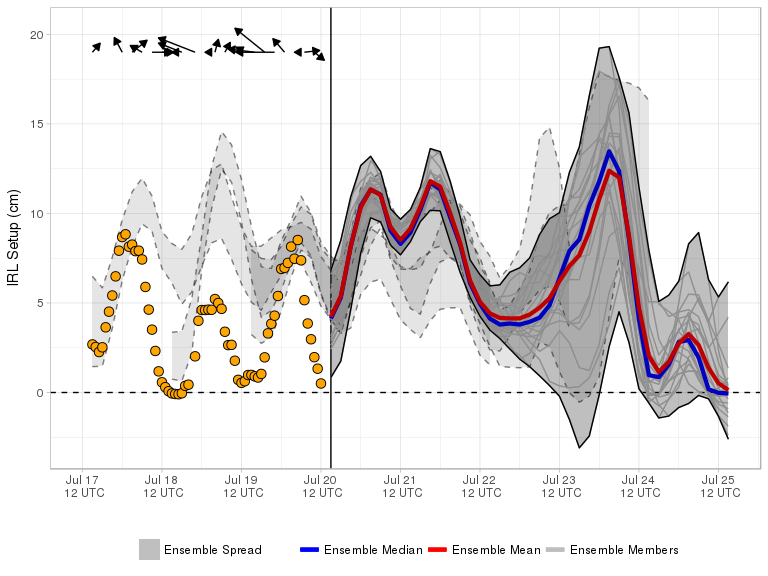 IRL Setup (cm)
20
15
10
5
0
Jul 17 Jul 18 Jul 19 Jul 20 Jul 21 Jul 22 Jul 23 Jul 24 Jul 25
12 UTC 12 UTC 12 UTC 12 UTC 12 UTC 12 UTC 12 UTC 12 UTC 12 UTC
Ensemble Spread Ensemble Median Ensemble Mean Ensemble Members